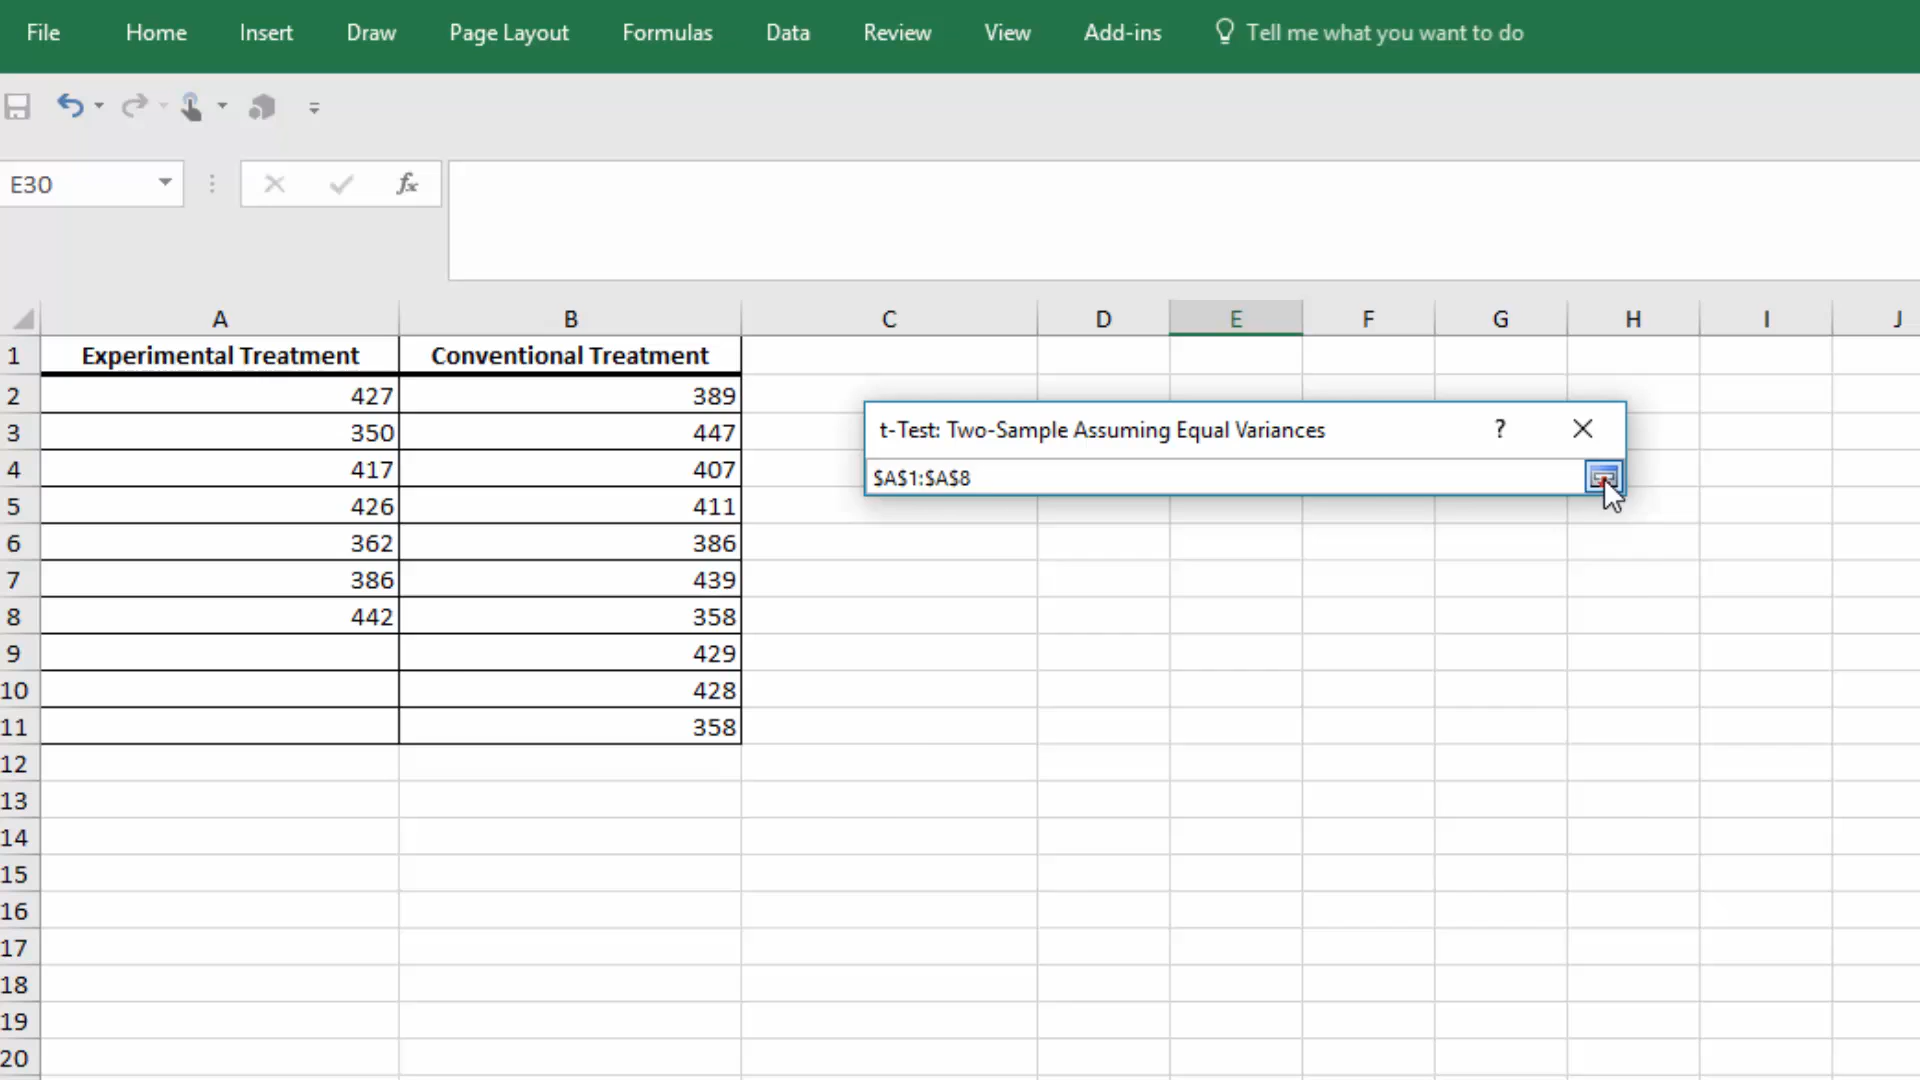 File Home Insert Draw Page Layout Formulas Data Review View Add-ins Tell me what you want to do
E30 fx
A B C D E F G H I J
1 Experimental Treatment Conventional Treatment
2 427 389
3 350 447
t-Test: Two-Sample Assuming Equal Variances ? 
4 417 407
$A$1:$A$8
5 426 411
6 362 386
7 386 439
8 442 358
9 429
10 428
11 358
12
13
14
15
16
17
18
19
20